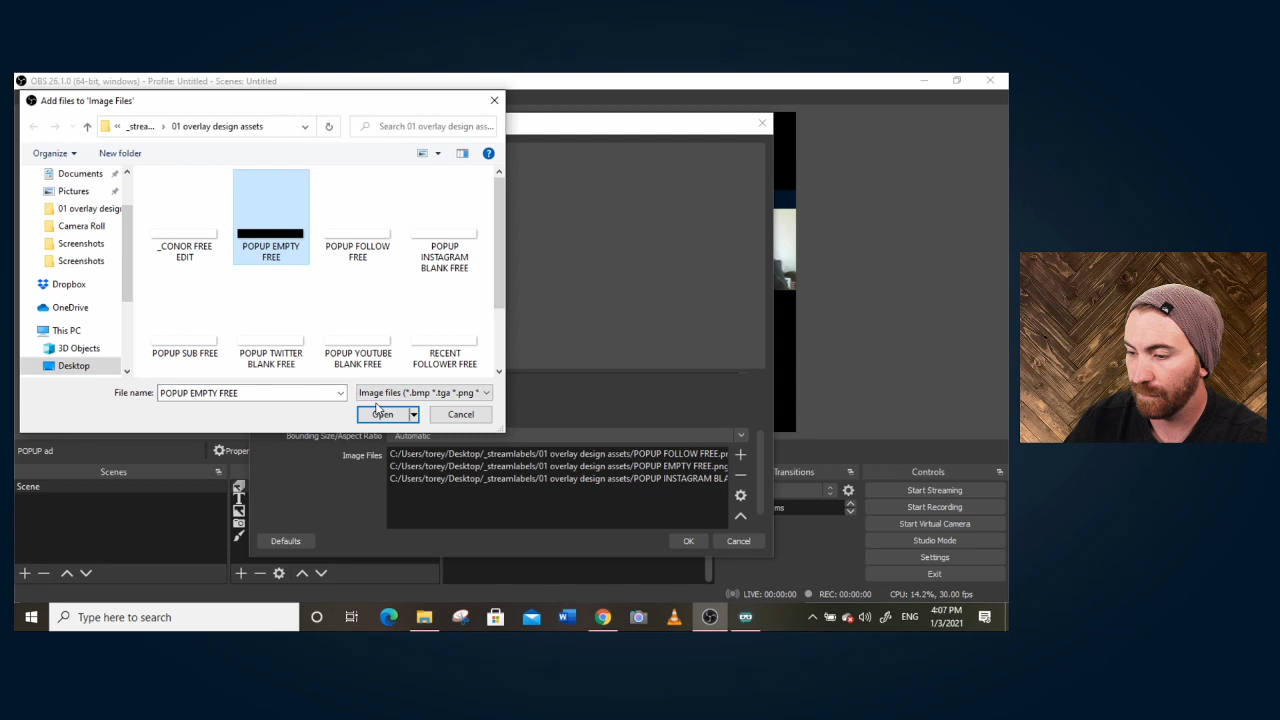 OBS 26.1.0 (64-bit, windows) - Profile: Untitled - Scenes: Untitled
Add files to 'Image Files'
« _strea... › 01 overlay design assets
Search 01 overlay design ass...
Organize
New folder
Documents
Pictures
01 overlay design
Camera Roll
Screenshots
Screenshots
Dropbox
OneDrive
This PC
3D Objects
Desktop
_CONOR FREE
EDIT
POPUP EMPTY
FREE
POPUP FOLLOW
FREE
POPUP
INSTAGRAM
BLANK FREE
POPUP SUB FREE
POPUP TWITTER
BLANK FREE
POPUP YOUTUBE
BLANK FREE
RECENT
FOLLOWER FREE
File name:
POPUP EMPTY FREE
Image files (*.bmp *.tga *.png *
Open
Cancel
Bounding Size/Aspect Ratio
Automatic
Image Files
C:/Users/torey/Desktop/_streamlabels/01 overlay design assets/POPUP FOLLOW FREE.pr
C:/Users/torey/Desktop/_streamlabels/01 overlay design assets/POPUP EMPTY FREE.png
C:/Users/torey/Desktop/_streamlabels/01 overlay design assets/POPUP INSTAGRAM BLA
Defaults
OK
Cancel
POPUP ad
Proper
Scenes
Scene
Transitions
ms
Controls
Start Streaming
Start Recording
Start Virtual Camera
Studio Mode
Settings
Exit
LIVE: 00:00:00
REC: 00:00:00
CPU: 14.2%, 30.00 fps
Type here to search
ENG
4:07 PM
1/3/2021